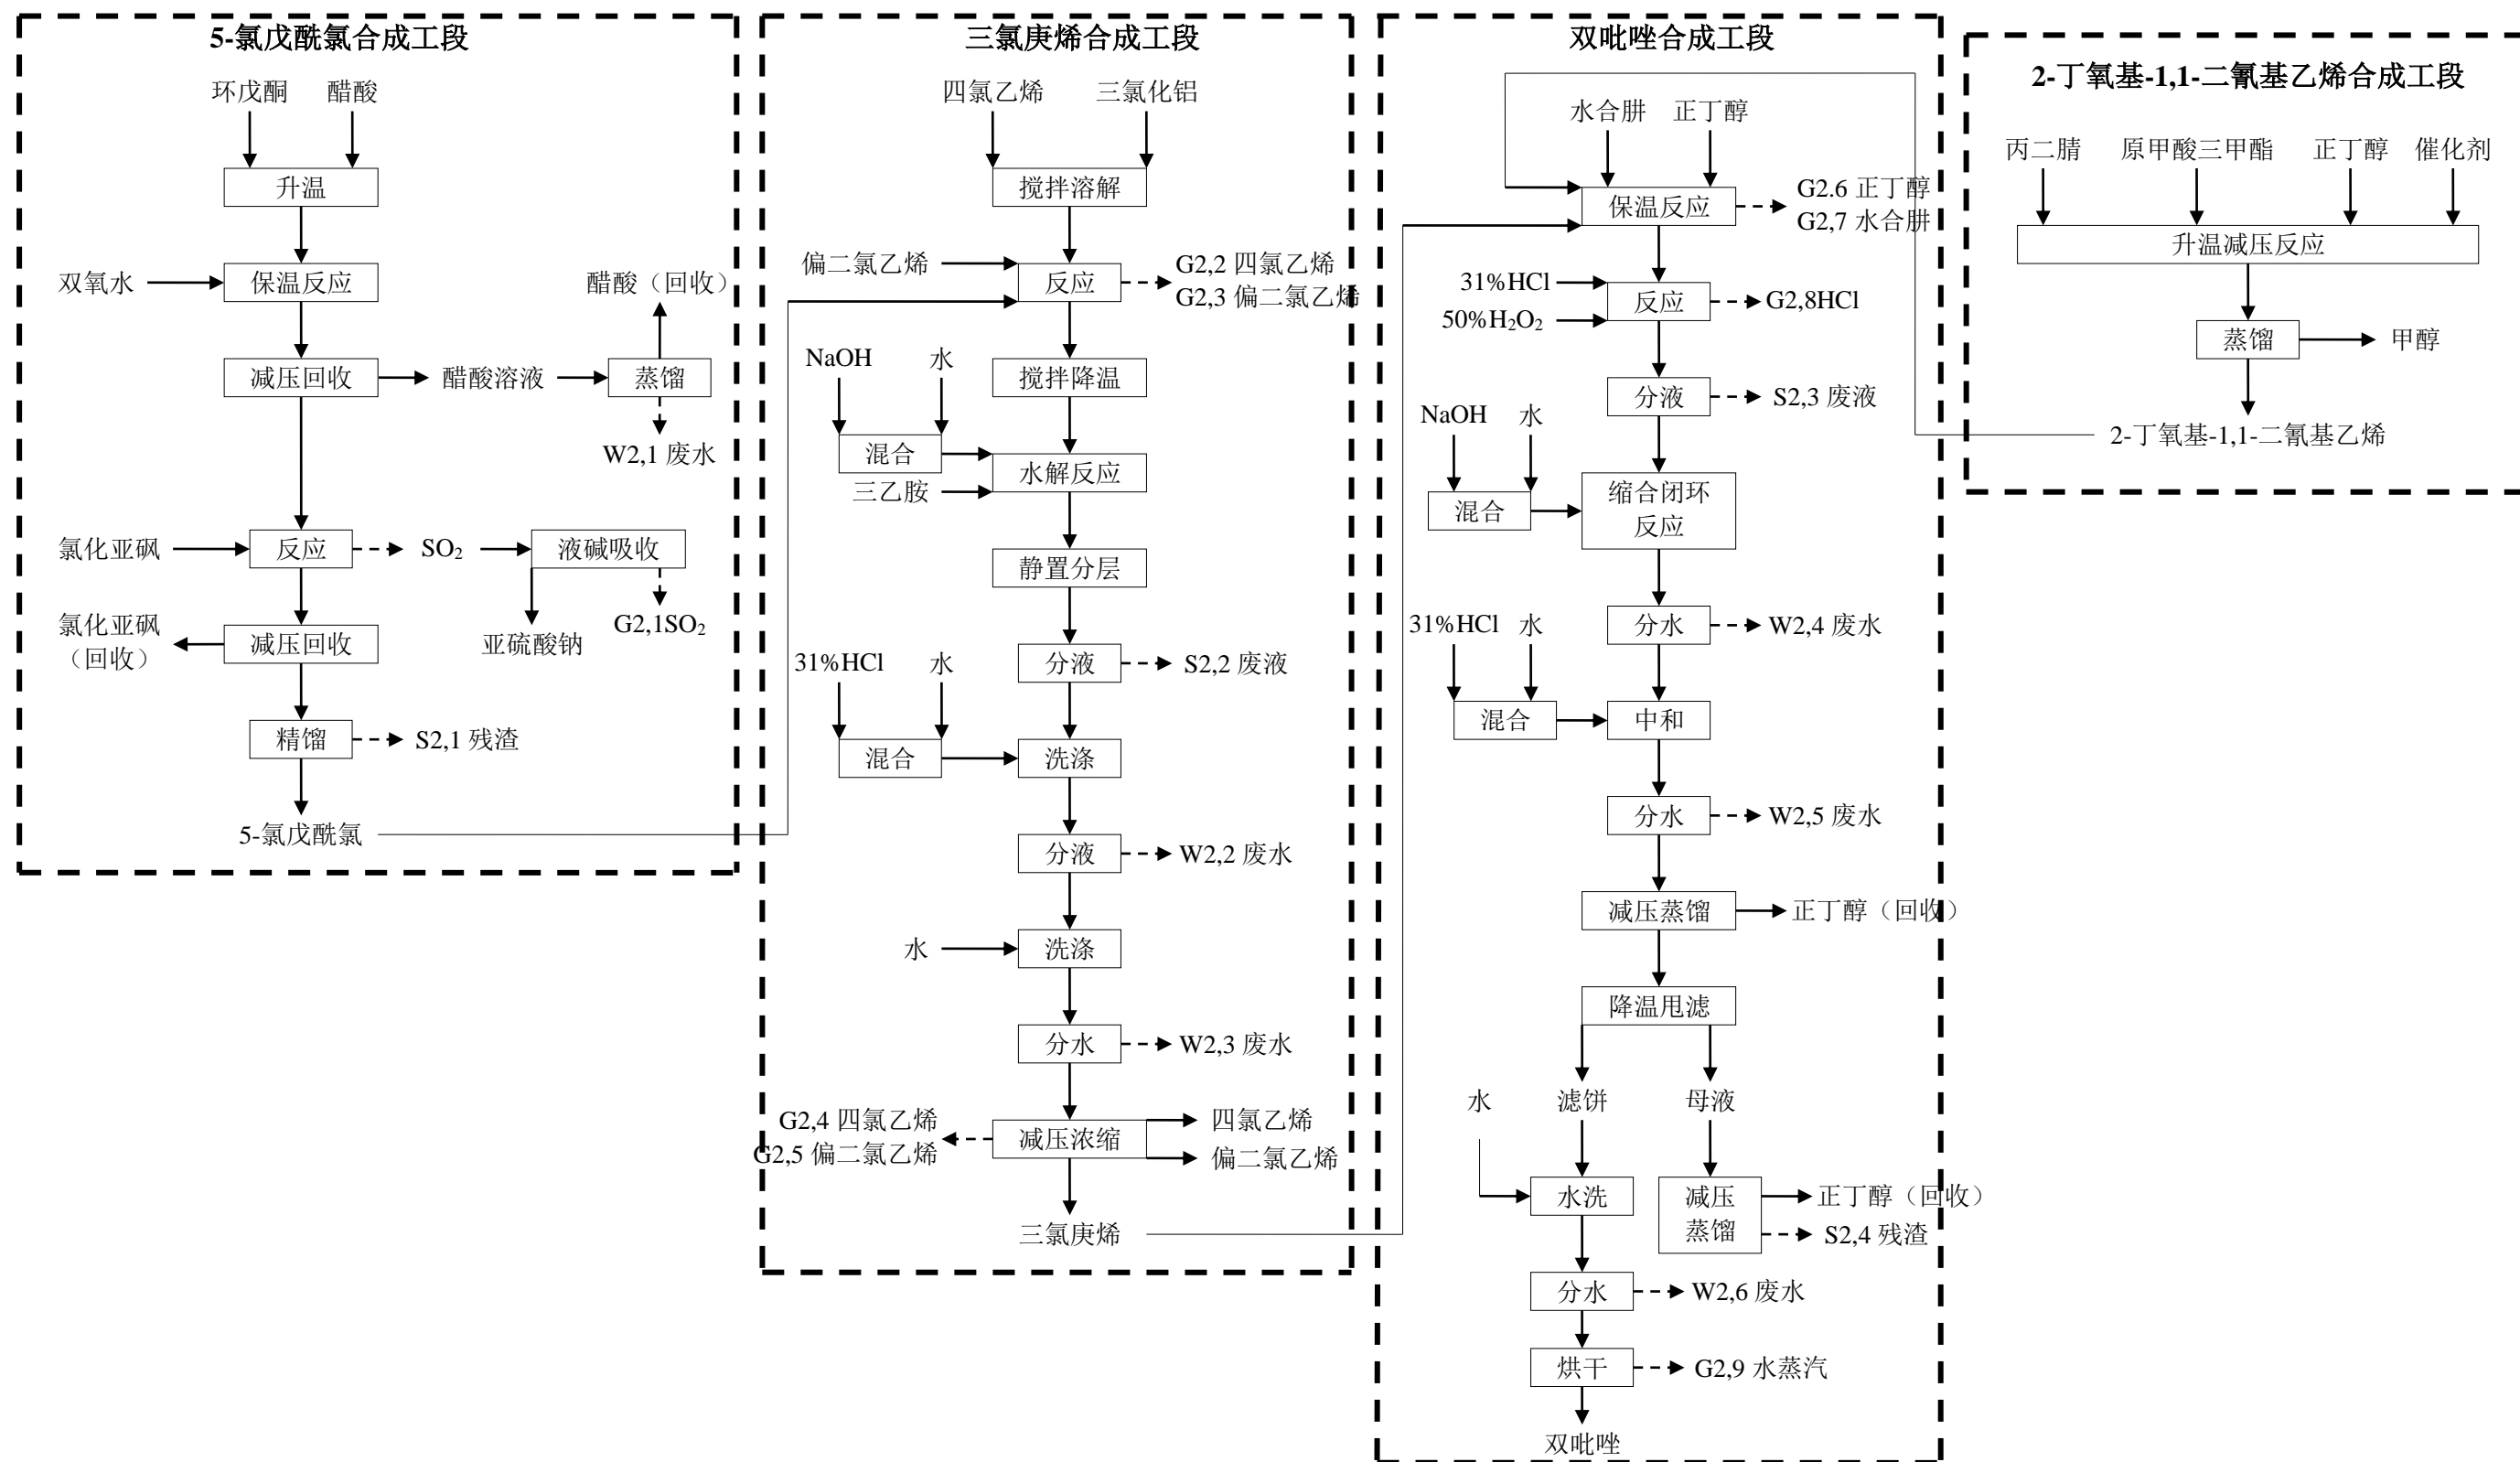 5-氯戊酰氯合成工段
环戊酮
醋酸
升温
双氧水
保温反应
醋酸（回收）
减压回收
醋酸溶液
蒸馏
W2,1 废水
氯化亚砜
反应
SO₂
液碱吸收
氯化亚砜
（回收）
减压回收
亚硫酸钠
G2,1SO₂
精馏
S2,1 残渣
5-氯戊酰氯
三氯庚烯合成工段
四氯乙烯
三氯化铝
搅拌溶解
偏二氯乙烯
反应
G2,2 四氯乙烯
G2,3 偏二氯乙烯
NaOH
水
搅拌降温
混合
水解反应
三乙胺
静置分层
31%HCl
水
分液
S2,2 废液
混合
洗涤
分液
W2,2 废水
水
洗涤
分水
W2,3 废水
G2,4 四氯乙烯
G2,5 偏二氯乙烯
减压浓缩
四氯乙烯
偏二氯乙烯
三氯庚烯
双吡唑合成工段
水合肼
正丁醇
保温反应
G2.6 正丁醇
G2,7 水合肼
31%HCl
50%H₂O₂
反应
G2,8HCl
分液
S2,3 废液
NaOH
水
混合
缩合闭环
反应
31%HCl
水
分水
W2,4 废水
混合
中和
分水
W2,5 废水
减压蒸馏
正丁醇（回收）
降温甩滤
水
滤饼
母液
水洗
减压
蒸馏
正丁醇（回收）
S2,4 残渣
分水
W2,6 废水
烘干
G2,9 水蒸汽
双吡唑
2-丁氧基-1,1-二氰基乙烯合成工段
丙二腈
原甲酸三甲酯
正丁醇
催化剂
升温减压反应
蒸馏
甲醇
2-丁氧基-1,1-二氰基乙烯